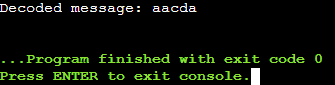 Decoded message: aacda
...Program finished with exit code 0
Press ENTER to exit console.